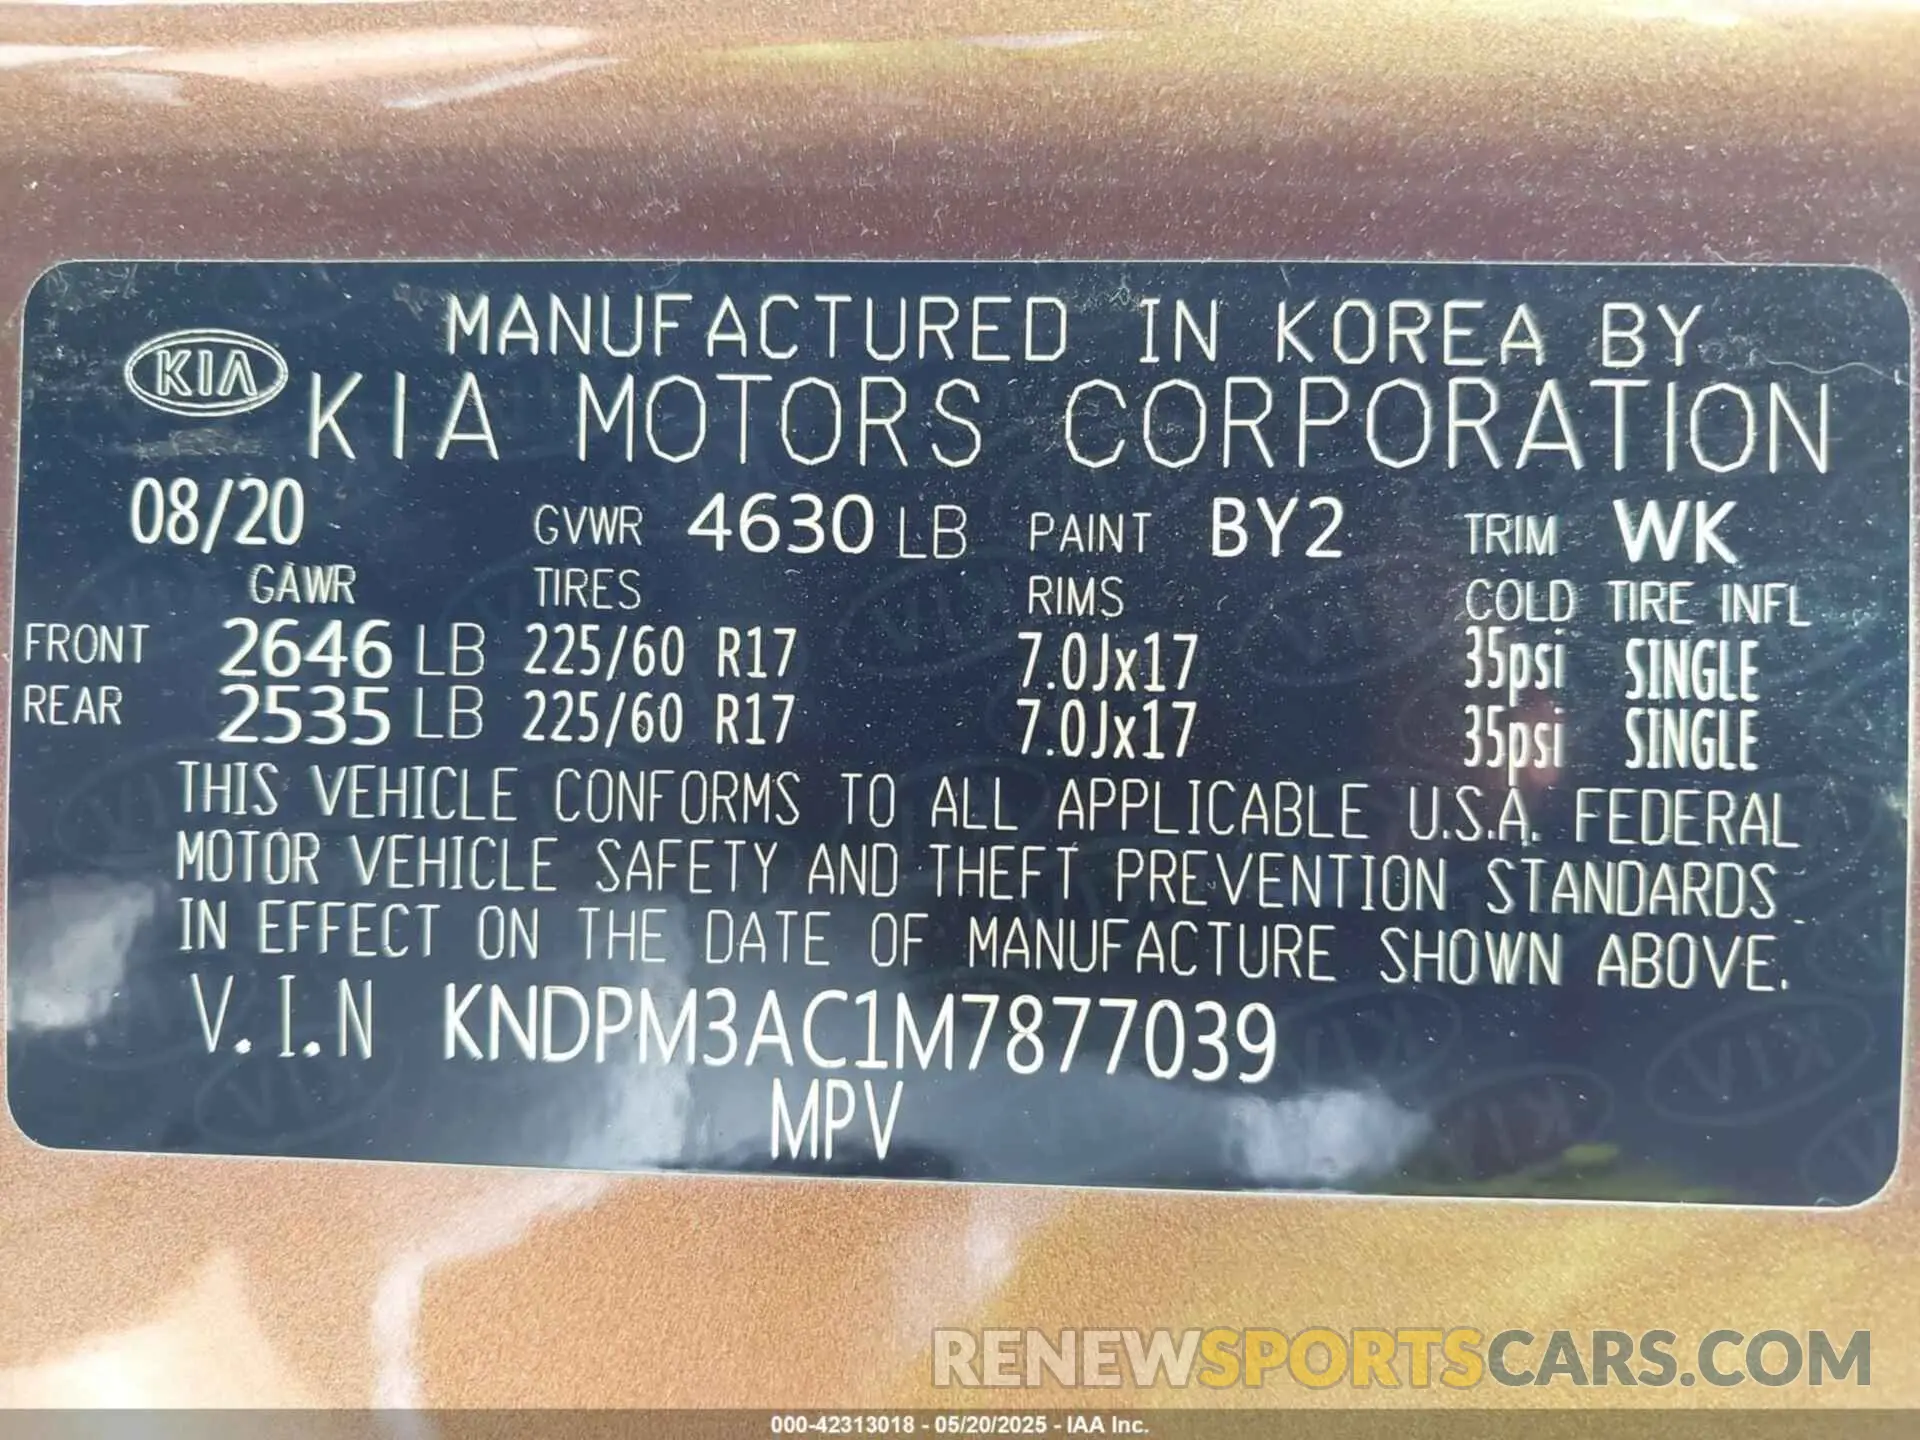 MANUFACTURED IN KOREA BY
KIA KIA MOTORS CORPORATION
08/20 GVWR 4630 LB PAINT BY2 TRIM WK
GAWR TIRES RIMS COLD TIRE INFL
FRONT 2646 LB 225/60 R17 7.0Jx17 35psi SINGLE
REAR 2535 LB 225/60 R17 7.0Jx17 35psi SINGLE
THIS VEHICLE CONFORMS TO ALL APPLICABLE U.S.A. FEDERAL
MOTOR VEHICLE SAFETY AND THEFT PREVENTION STANDARDS
IN EFFECT ON THE DATE OF MANUFACTURE SHOWN ABOVE.
V.I.N KNDPM3AC1M7877039
MPV
RENEWSPORTSCARS.COM
000-42313018 - 05/20/2025 - IAA Inc.